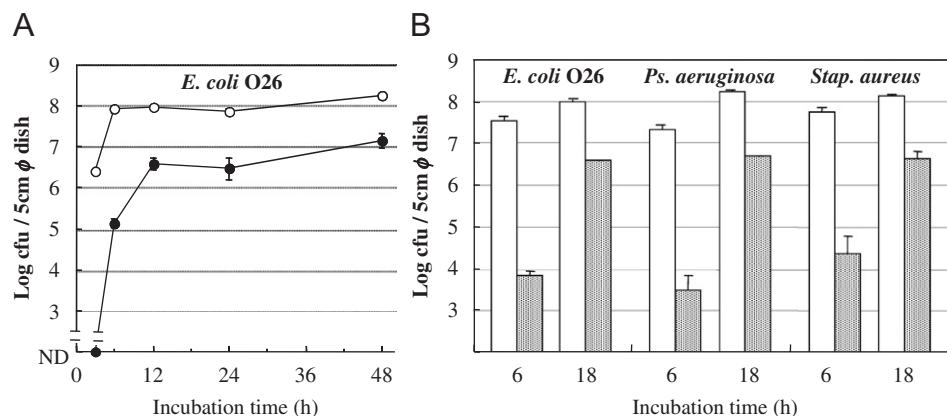 A
Log cfu / 5cm ϕ dish
9
8
7
6
5
4
3
ND
E. coli O26
0 12 24 36 48
Incubation time (h)
B
Log cfu / 5cm ϕ dish
9
8
7
6
5
4
3
E. coli O26 Ps. aeruginosa Stap. aureus
6 18 6 18 6 18
Incubation time (h)